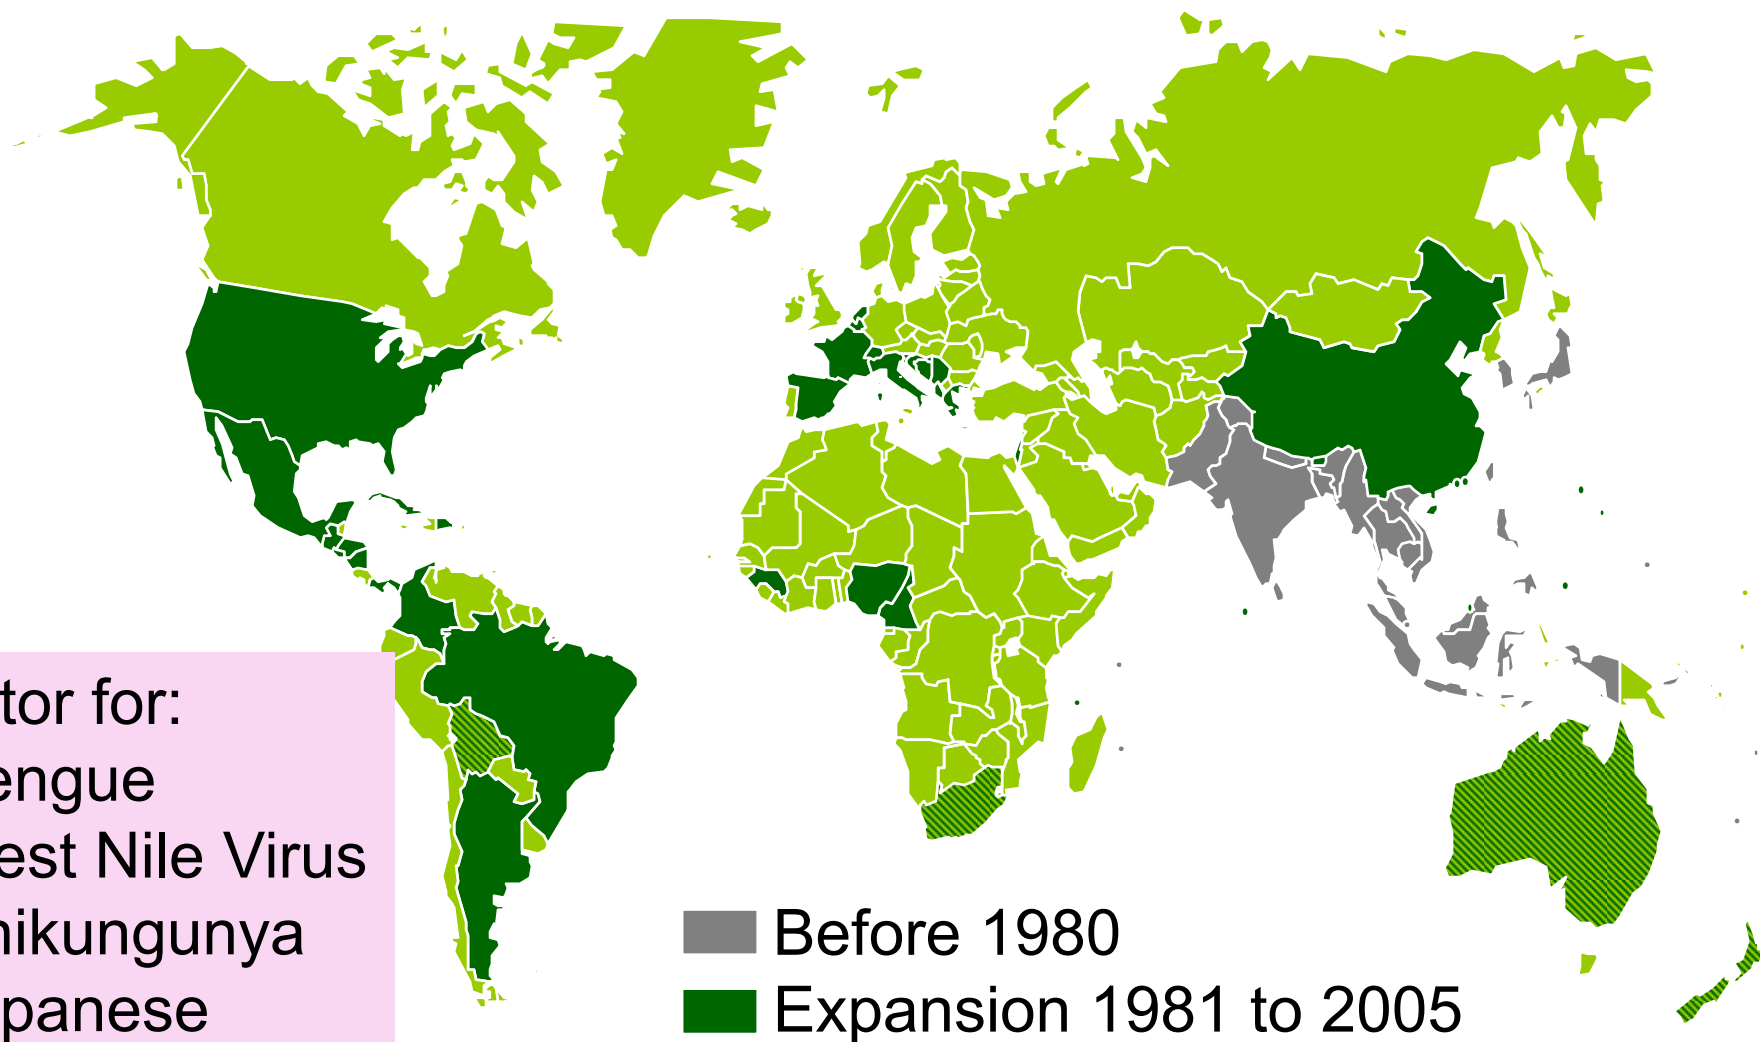 tor for:
engue
est Nile Virus
hikungunya
panese
Before 1980
Expansion 1981 to 2005